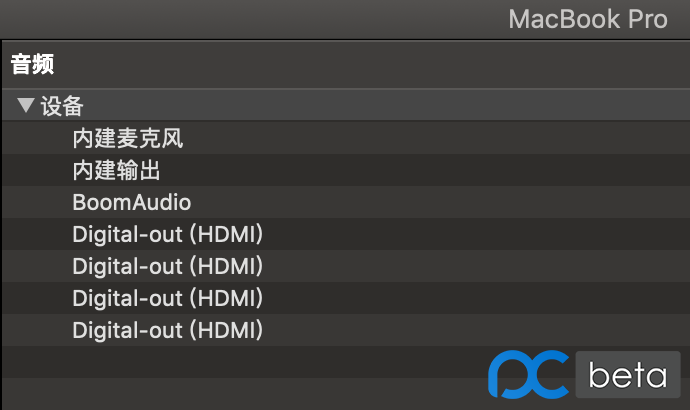 MacBook Pro
音频
设备
内建麦克风
内建输出
BoomAudio
Digital-out (HDMI)
Digital-out (HDMI)
Digital-out (HDMI)
Digital-out (HDMI)
pc beta